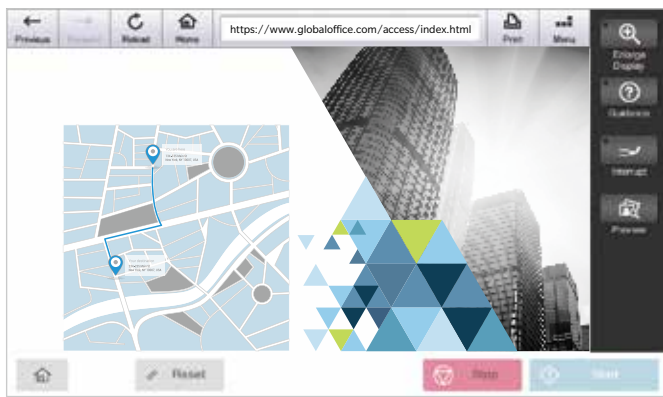 Previous
Reload
Home
https://www.globaloffice.com/access/index.html
Print
Menu
Enlarge
Display
Guidance
Interrupt
Preview
Reset
Stop
Start